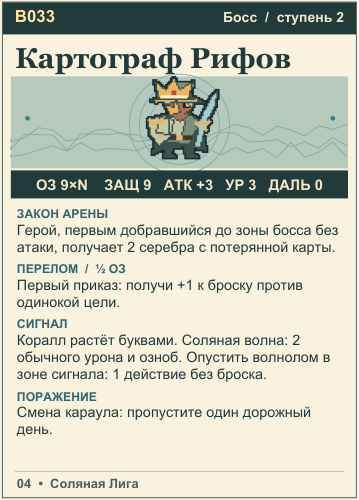 B033
Босс / ступень 2
Картограф Рифов
ОЗ 9×N ЗАЩ 9 АТК +3 УР 3 ДАЛЬ 0
ЗАКОН АРЕНЫ
Герой, первым добравшийся до зоны босса без
атаки, получает 2 серебра с потерянной карты.
ПЕРЕЛОМ / ½ ОЗ
Первый приказ: получи +1 к броску против
одинокой цели.
СИГНАЛ
Коралл растёт буквами. Соляная волна: 2
обычного урона и озноб. Опустить волнолом в
зоне сигнала: 1 действие без броска.
ПОРАЖЕНИЕ
Смена караула: пропустите один дорожный
день.
04 • Соляная Лига